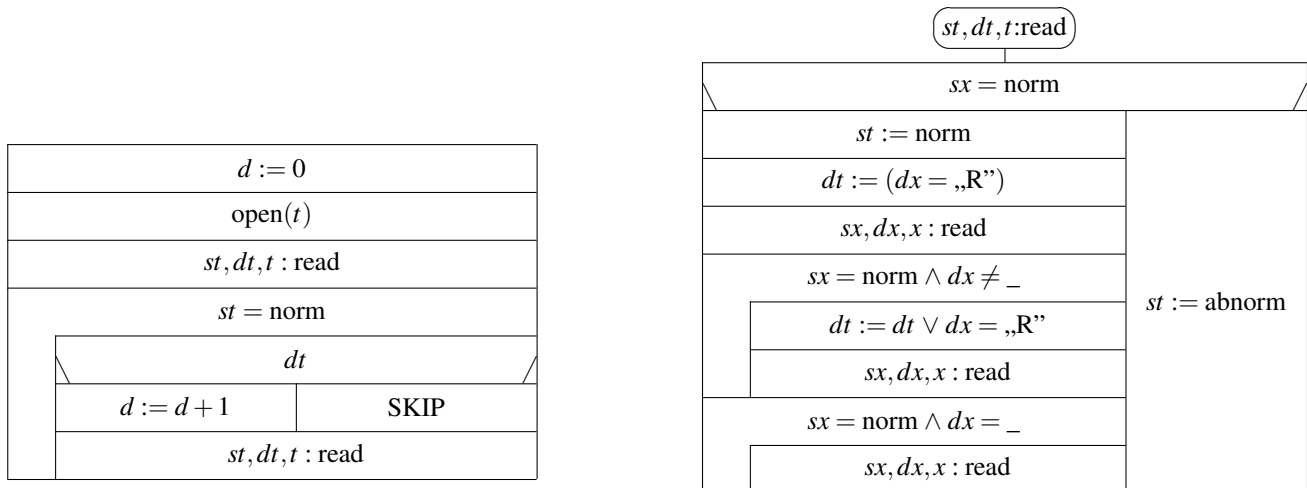 d := 0
open(t)
st, dt, t : read
st = norm
dt
d := d + 1 SKIP
st, dt, t : read
st, dt, t:read
sx = norm
st := norm
dt := (dx = „R”)
sx, dx, x : read
sx = norm ∧ dx ≠ _
dt := dt ∨ dx = „R”
sx, dx, x : read
sx = norm ∧ dx = _
sx, dx, x : read
st := abnorm